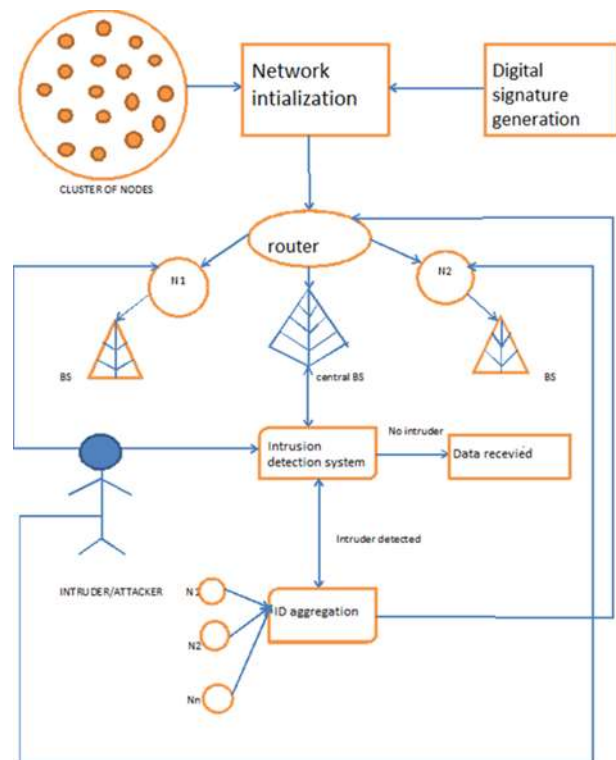 Network
intialization
Digital
signature
generation
CLUSTER OF NODES
router
N1
N2
BS
central BS
BS
No intruder
Intrusion
detection system
Data recevied
Intruder detected
INTRUDER/ATTACKER
N1
ID aggregation
N2
Nn